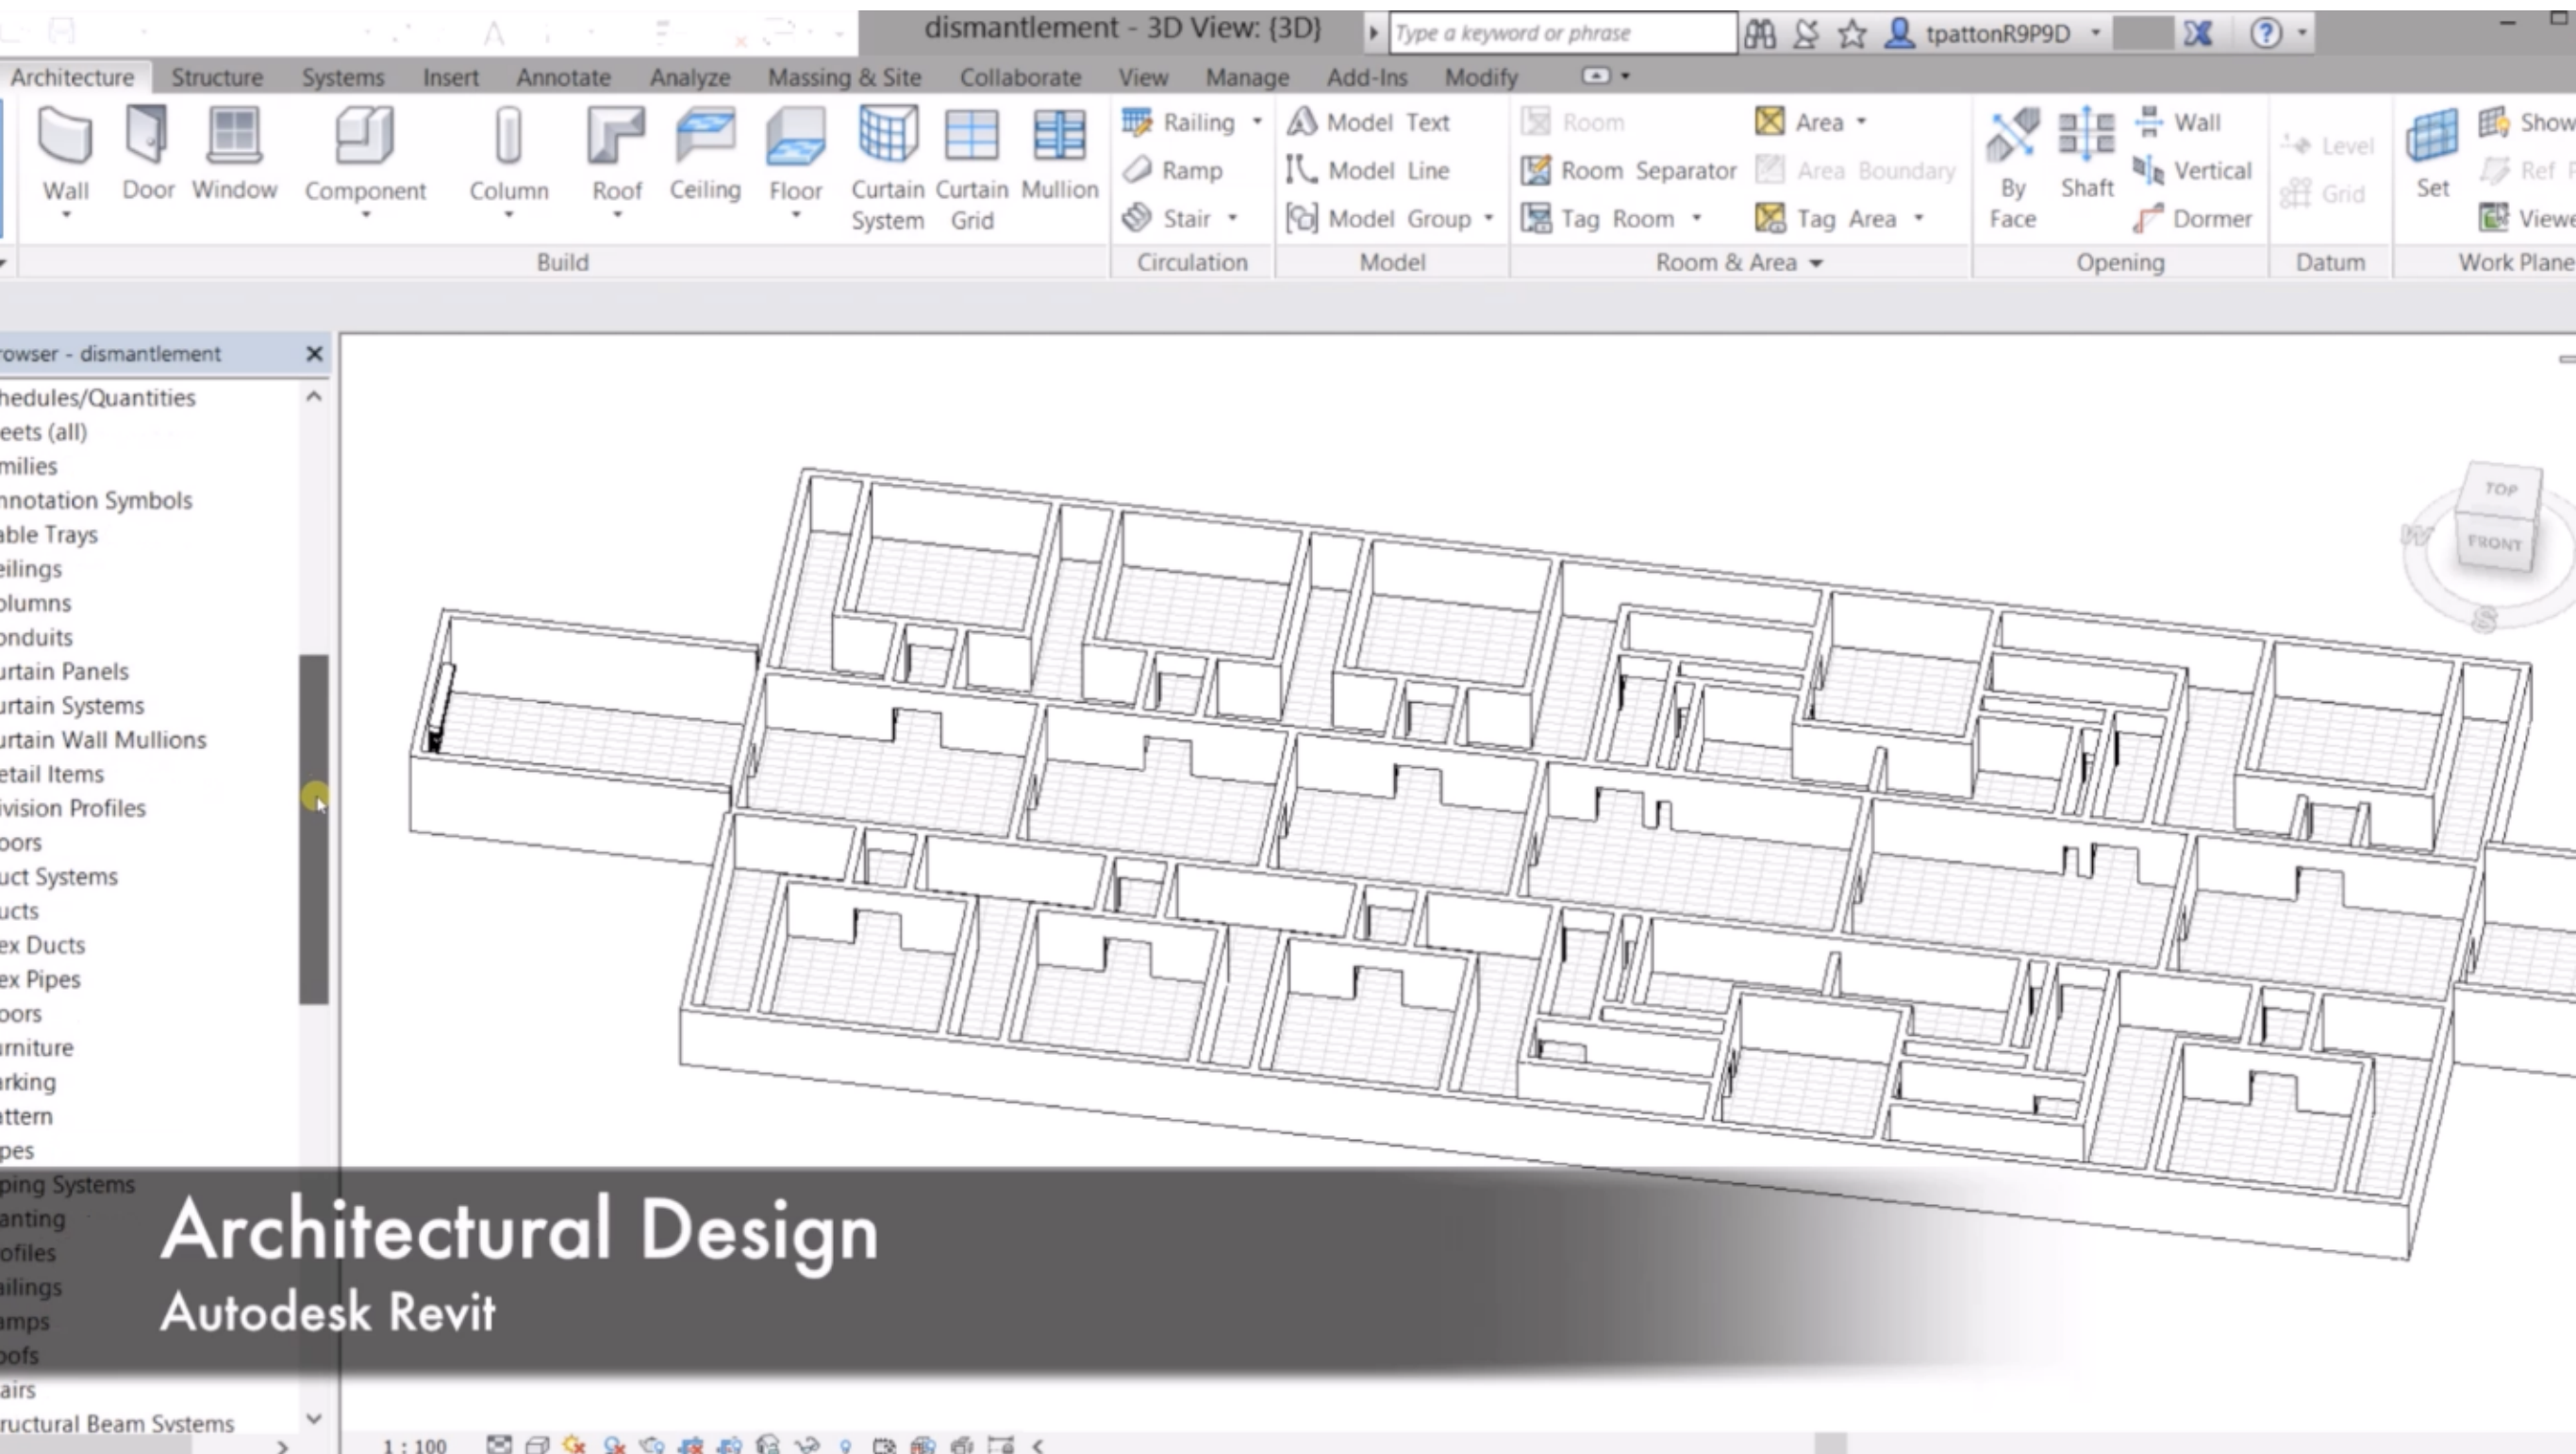 dismantlement - 3D View: {3D}
Type a keyword or phrase
tpattonR9P9D
Architecture Structure Systems Insert Annotate Analyze Massing & Site Collaborate View Manage Add-Ins Modify
Wall
Door
Window
Component
Column
Roof
Ceiling
Floor
Curtain
System
Curtain
Grid
Mullion
Build
Railing
Ramp
Stair
Circulation
Model Text
Model Line
Model Group
Model
Room
Room Separator
Tag Room
Area
Area Boundary
Tag Area
Room & Area
By
Face
Shaft
Wall
Vertical
Dormer
Opening
Level
Grid
Datum
Set
Show
Ref P
Viewe
Work Plane
rowser - dismantlement
hedules/Quantities
eets (all)
milies
nnotation Symbols
able Trays
eilings
olumns
onduits
urtain Panels
urtain Systems
urtain Wall Mullions
etail Items
ivision Profiles
oors
uct Systems
ucts
ex Ducts
ex Pipes
oors
urniture
arking
attern
pes
ping Systems
anting
ofiles
ailings
amps
oofs
airs
ructural Beam Systems
TOP
FRONT
W
S
Architectural Design
Autodesk Revit
1 : 100